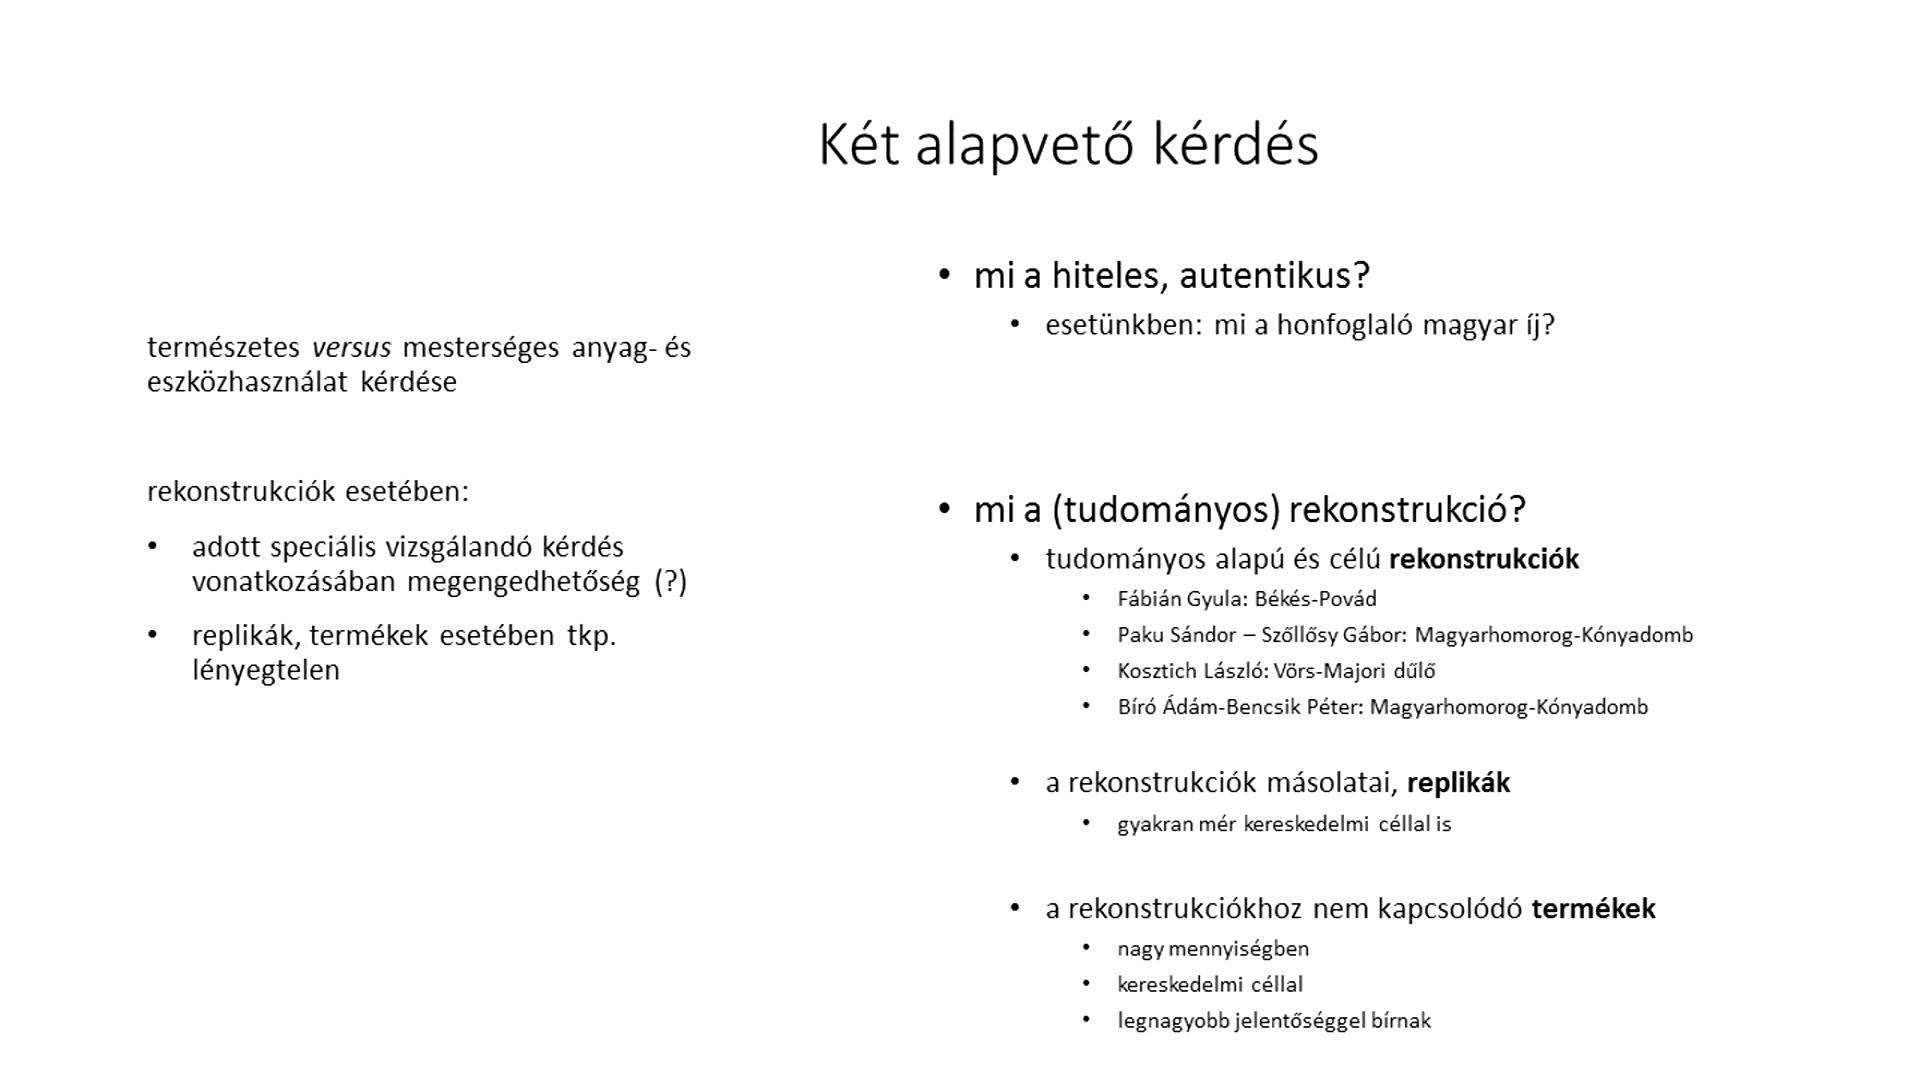 Két alapvető kérdés
természetes versus mesterséges anyag- és
eszközhasználat kérdése
rekonstrukciók esetében:
• adott speciális vizsgálandó kérdés
vonatkozásában megengedhetőség (?)
• replikák, termékek esetében tkp.
lényegtelen
• mi a hiteles, autentikus?
• esetünkben: mi a honfoglaló magyar íj?
• mi a (tudományos) rekonstrukció?
• tudományos alapú és célú rekonstrukciók
• Fábián Gyula: Békés-Povád
• Paku Sándor – Szőllősy Gábor: Magyarhomorog-Kónyadomb
• Kosztich László: Vörs-Majori dűlő
• Bíró Ádám-Bencsik Péter: Magyarhomorog-Kónyadomb
• a rekonstrukciók másolatai, replikák
• gyakran mér kereskedelmi céllal is
• a rekonstrukciókhoz nem kapcsolódó termékek
• nagy mennyiségben
• kereskedelmi céllal
• legnagyobb jelentőséggel bírnak